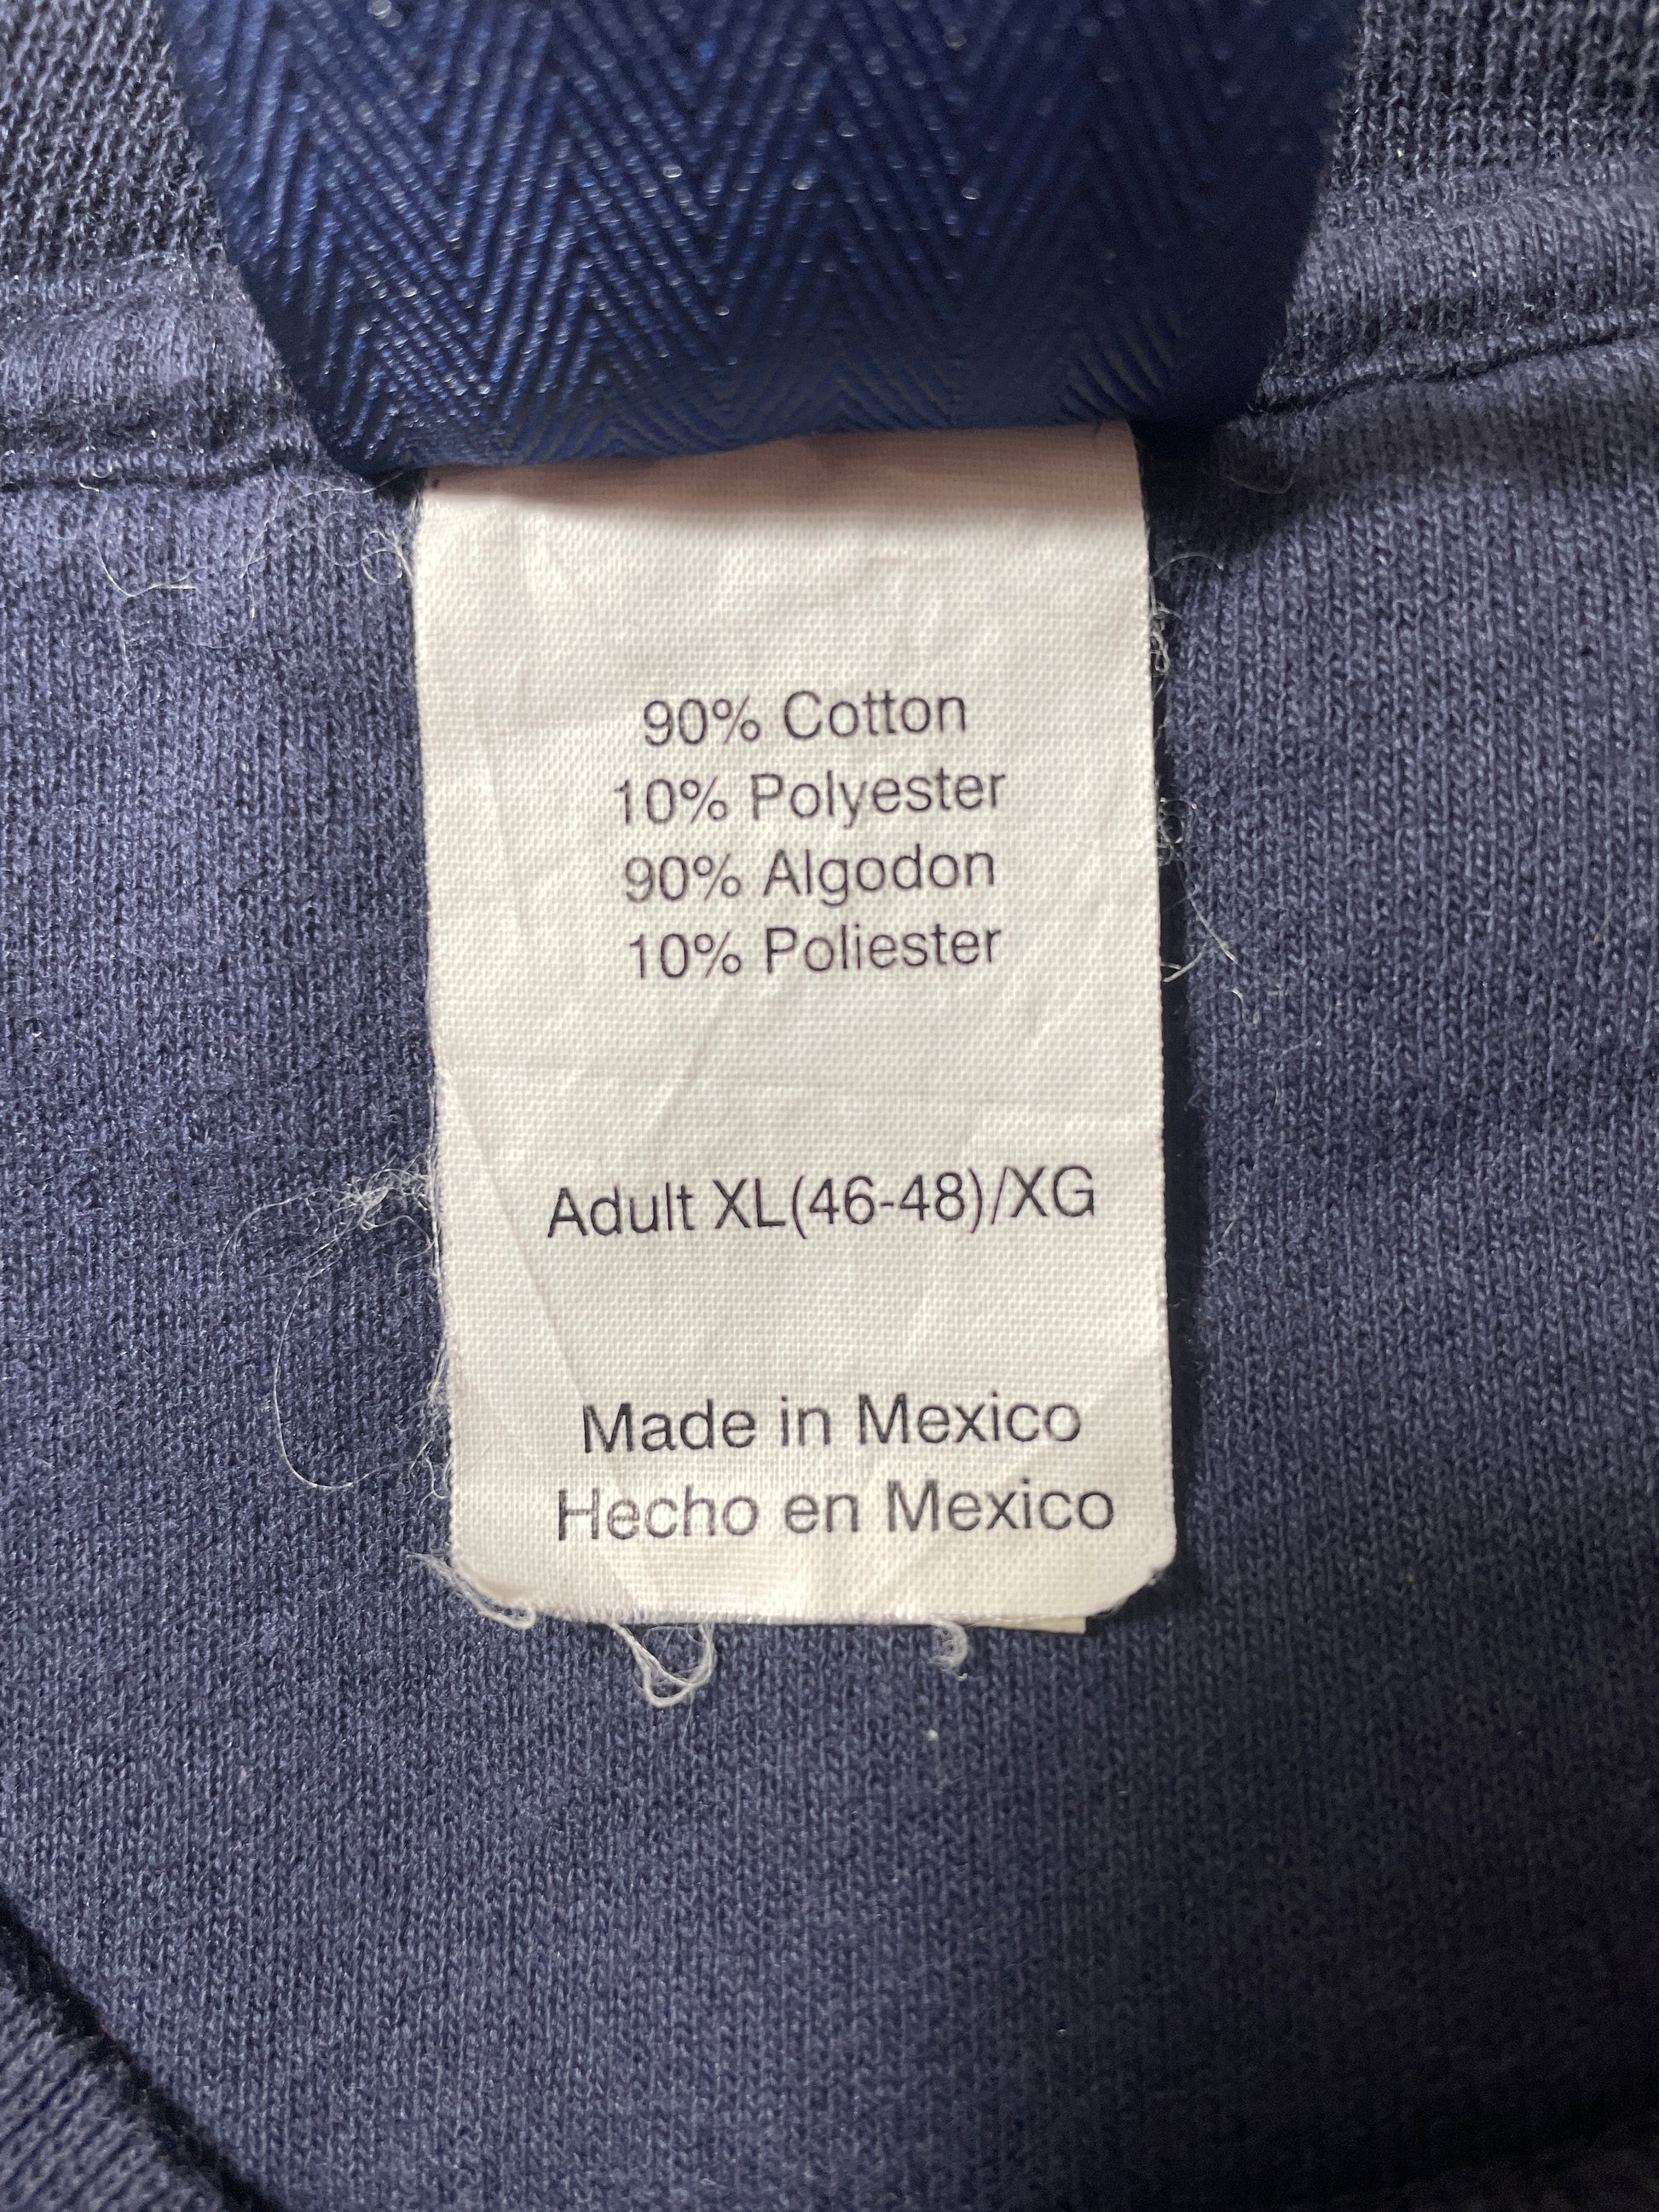 90% Cotton
10% Polyester
90% Algodon
10% Poliester
Adult XL(46-48)/XG
Made in Mexico
Hecho en Mexico